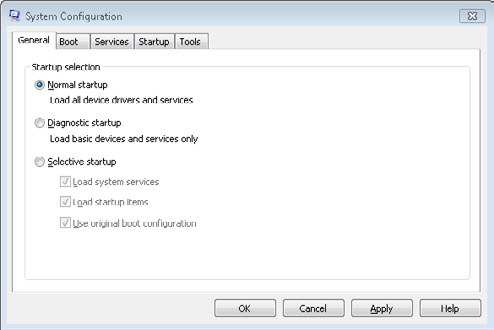 System Configuration
General Boot Services Startup Tools
Startup selection
Normal startup
Load all device drivers and services
Diagnostic startup
Load basic devices and services only
Selective startup
Load system services
Load startup items
Use original boot configuration
OK Cancel Apply Help